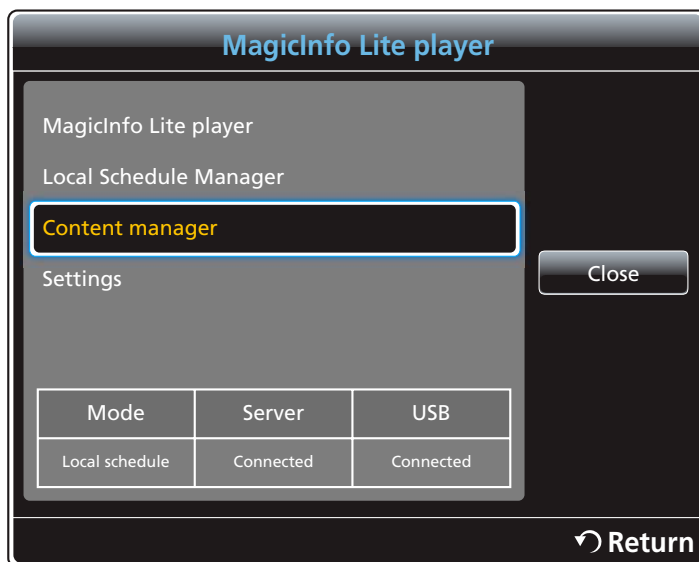 MagicInfo Lite player
MagicInfo Lite player
Local Schedule Manager
Content manager
Settings
Close
Mode Server USB
Local schedule Connected Connected
Return